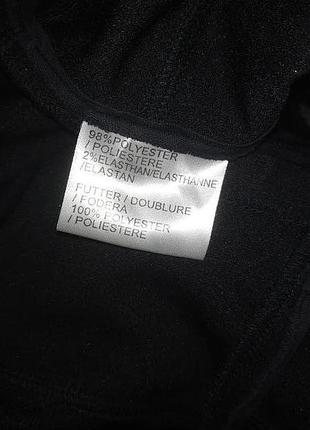 98%POLYESTER
/ POLIESTERE
2%ELASTHAN/ELASTHANNE
/ELASTAN
FUTTER / DOUBLURE
/ FODERA
100% POLYESTER
/ POLIESTERE